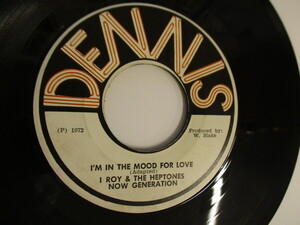 DENNIS
(P) 1972
Produced by:
W. Blake
I'M IN THE MOOD FOR LOVE
(Adapted)
I ROY & THE HEPTONES
NOW GENERATION